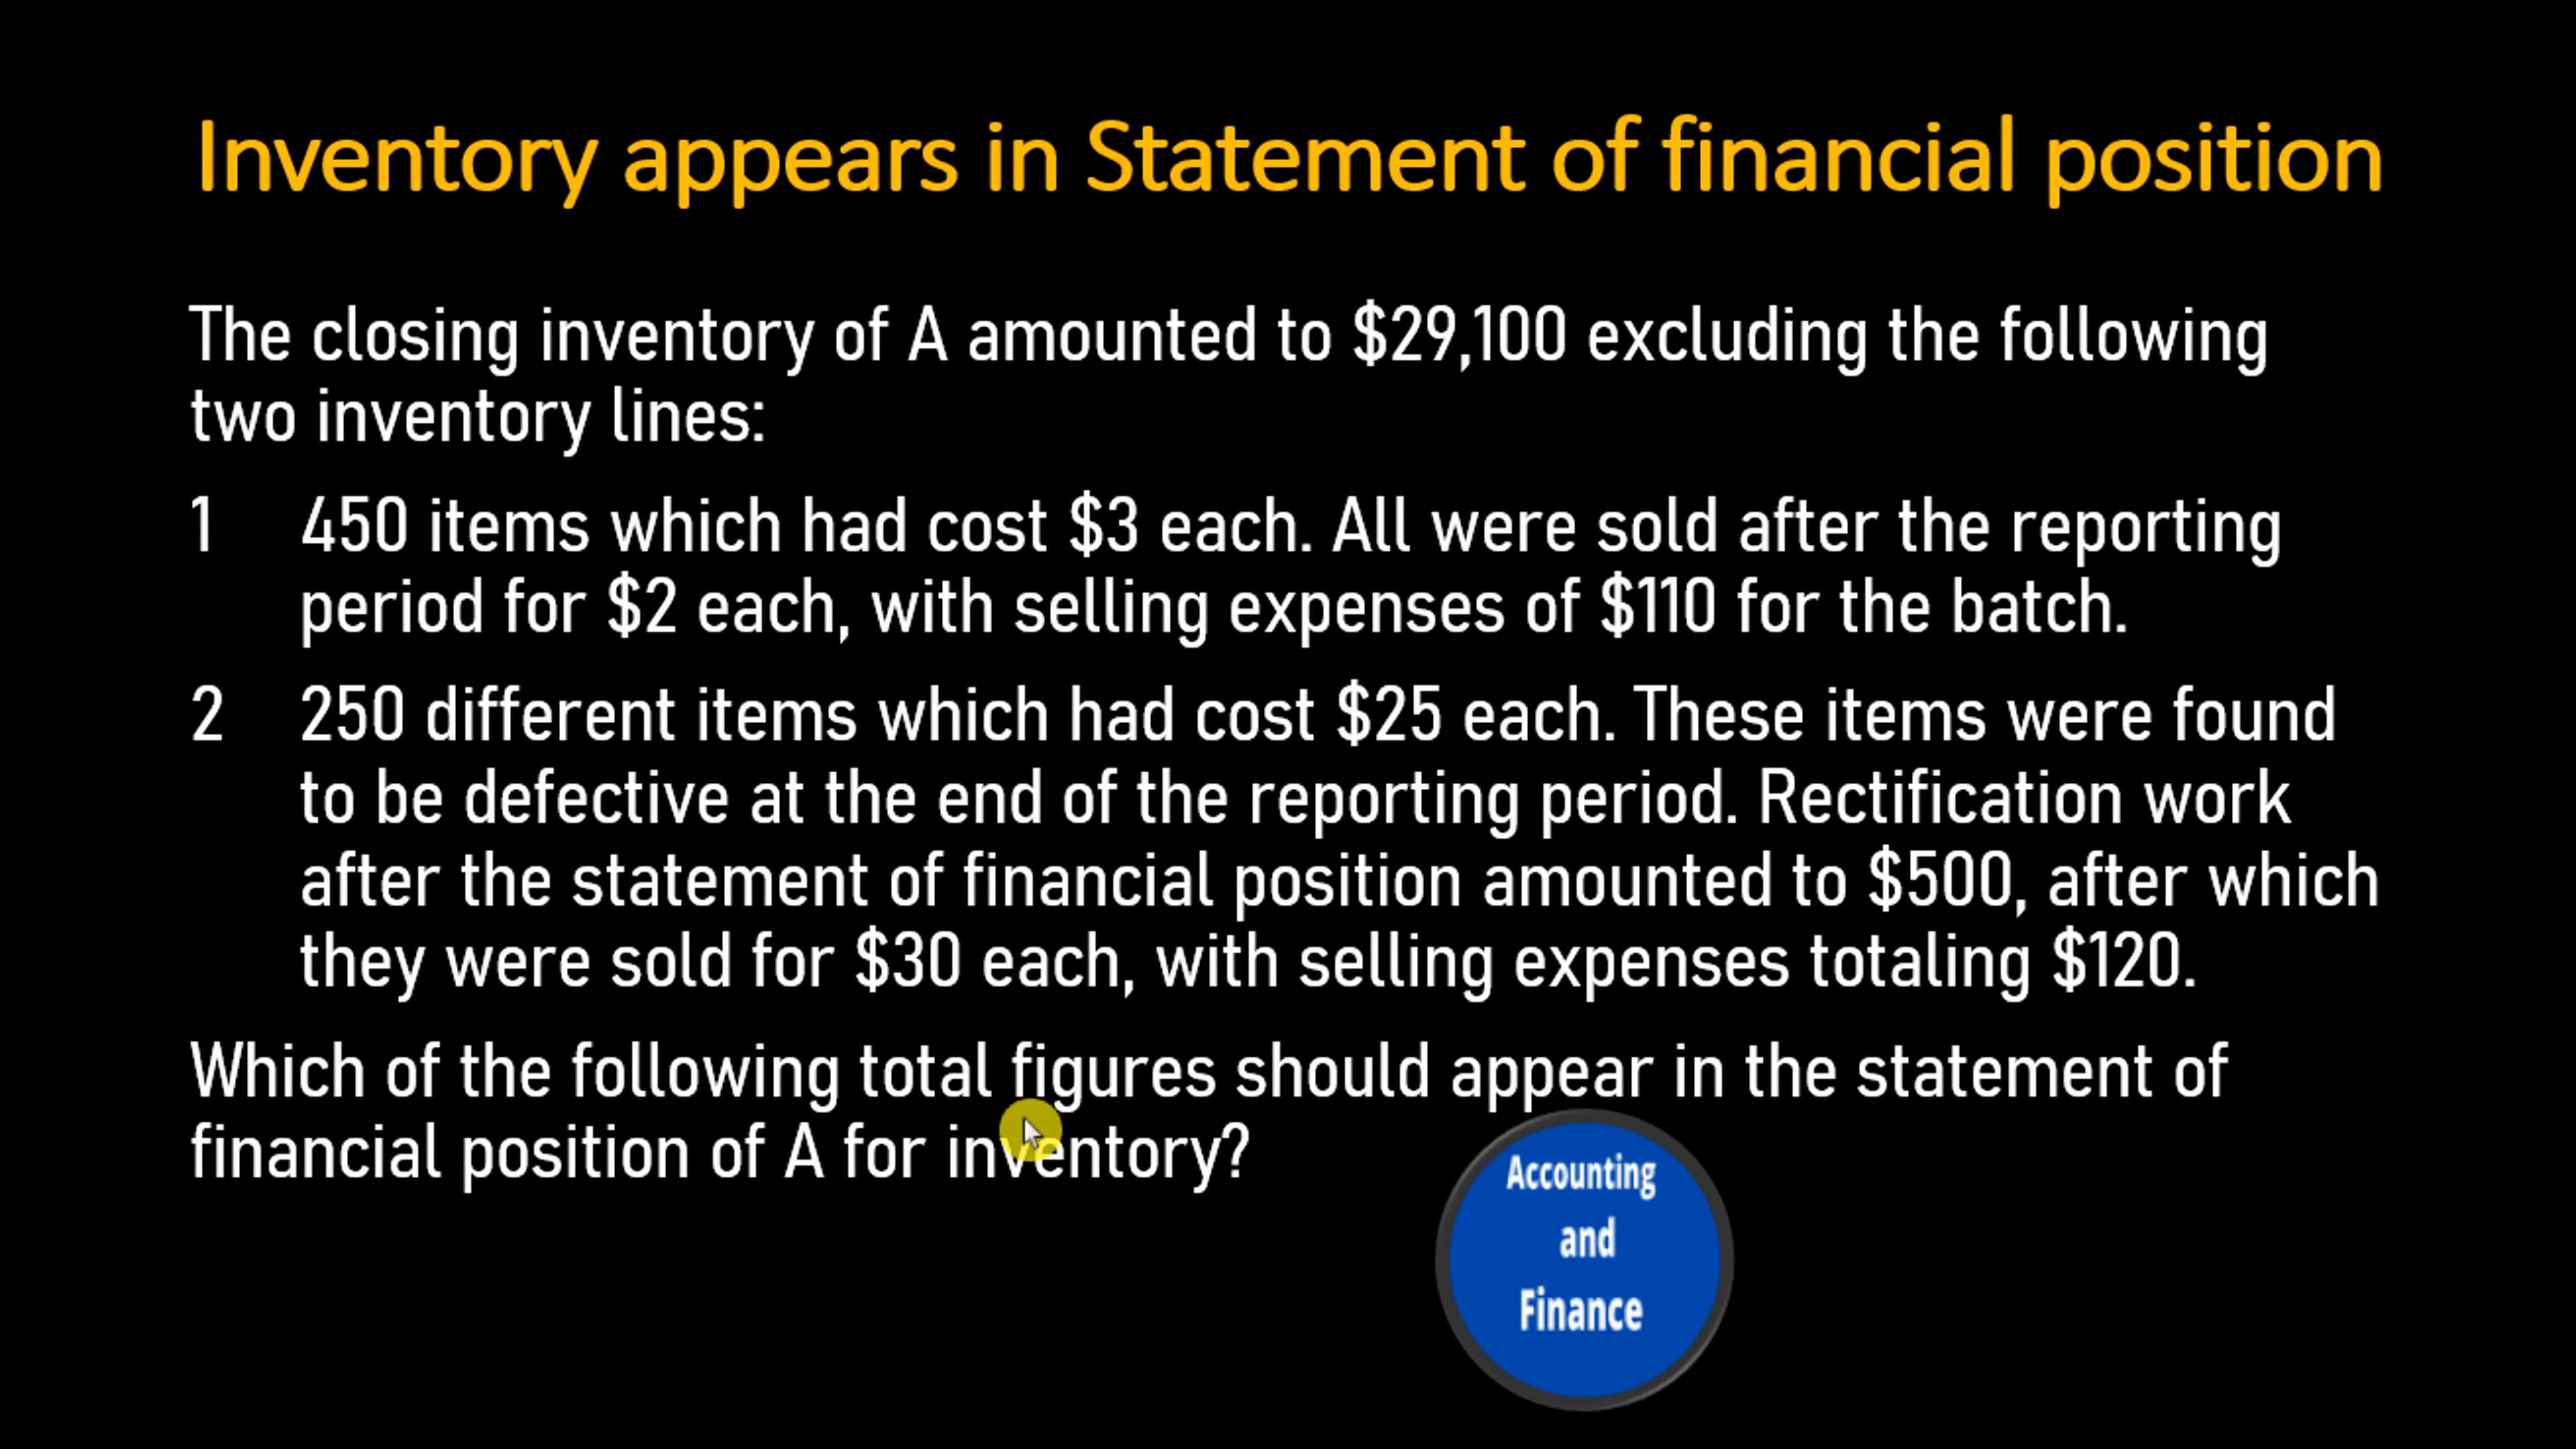 Inventory appears in Statement of financial position
The closing inventory of A amounted to $29,100 excluding the following
two inventory lines:
1 450 items which had cost $3 each. All were sold after the reporting
period for $2 each, with selling expenses of $110 for the batch.
2 250 different items which had cost $25 each. These items were found
to be defective at the end of the reporting period. Rectification work
after the statement of financial position amounted to $500, after which
they were sold for $30 each, with selling expenses totaling $120.
Which of the following total figures should appear in the statement of
financial position of A for inventory?
Accounting
and
Finance